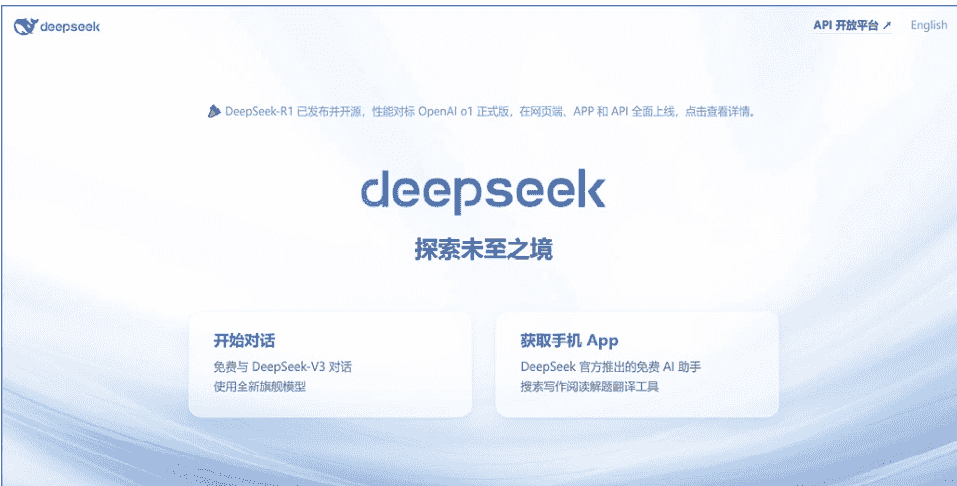 deepseek
API 开放平台 ↗
English
DeepSeek-R1 已发布并开源，性能对标 OpenAI o1 正式版，在网页端、APP 和 API 全面上线，点击查看详情。
deepseek
探索未至之境
开始对话
免费与 DeepSeek-V3 对话
使用全新旗舰模型
获取手机 App
DeepSeek 官方推出的免费 AI 助手
搜索写作阅读解题翻译工具